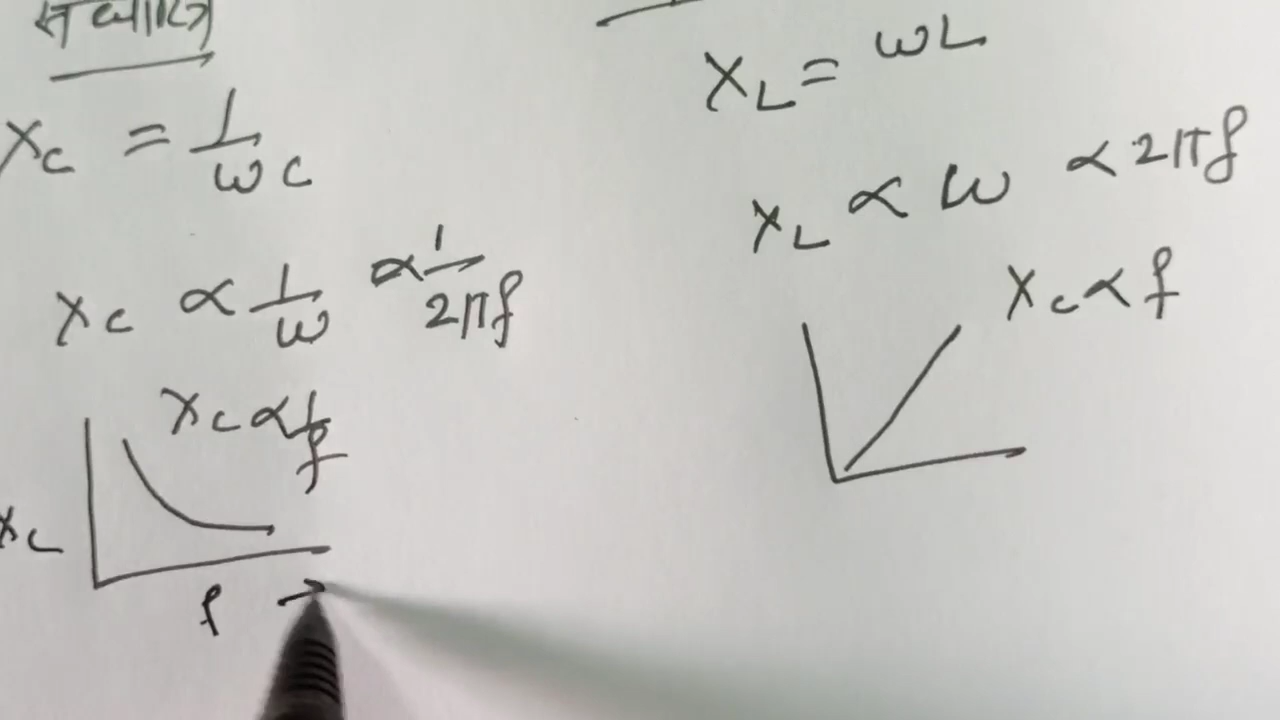 X_C = 1/ωC
X_C ∝ 1/ω ∝ 1/2πf
X_C ∝ 1/f
X_C
f →
X_L = ωL
X_L ∝ ω ∝ 2πf
X_C ∝ f